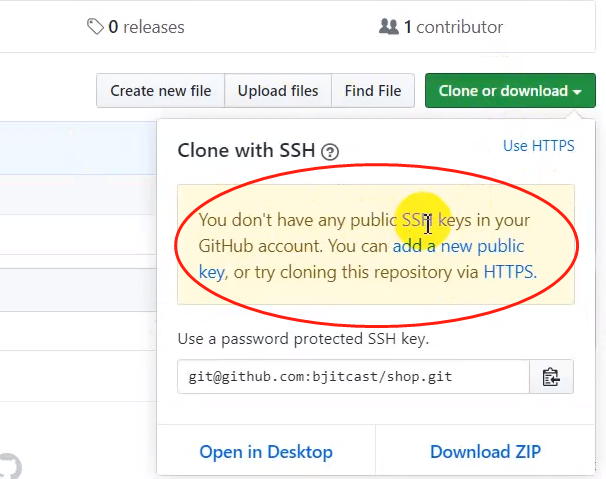 0 releases
1 contributor
Create new file
Upload files
Find File
Clone or download
Clone with SSH ?
Use HTTPS
You don't have any public SSH keys in your
GitHub account. You can add a new public
key, or try cloning this repository via HTTPS.
Use a password protected SSH key.
git@github.com:bjitcast/shop.git
Open in Desktop
Download ZIP